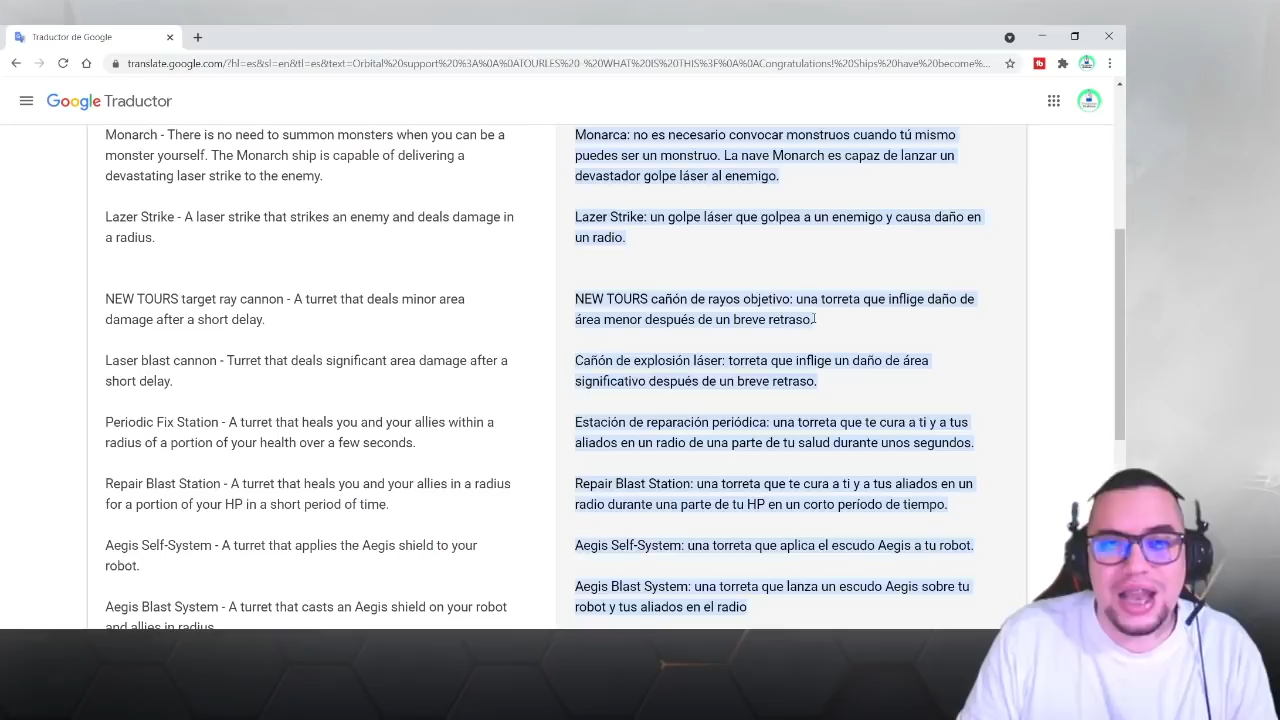 Traductor de Google
translate.google.com/?hl=es&sl=en&tl=es&text=Orbital%20support%20%3A%0A%0ATOURLES%20-%20WHAT%20IS%20THIS%3F%0A%0ACongratulations!%20Ships%20have%20become%...
Google Traductor
Monarch - There is no need to summon monsters when you can be a
monster yourself. The Monarch ship is capable of delivering a
devastating laser strike to the enemy.
Lazer Strike - A laser strike that strikes an enemy and deals damage in
a radius.
NEW TOURS target ray cannon - A turret that deals minor area
damage after a short delay.
Laser blast cannon - Turret that deals significant area damage after a
short delay.
Periodic Fix Station - A turret that heals you and your allies within a
radius of a portion of your health over a few seconds.
Repair Blast Station - A turret that heals you and your allies in a radius
for a portion of your HP in a short period of time.
Aegis Self-System - A turret that applies the Aegis shield to your
robot.
Aegis Blast System - A turret that casts an Aegis shield on your robot
and allies in radius
Monarca: no es necesario convocar monstruos cuando tú mismo
puedes ser un monstruo. La nave Monarch es capaz de lanzar un
devastador golpe láser al enemigo.
Lazer Strike: un golpe láser que golpea a un enemigo y causa daño en
un radio.
NEW TOURS cañón de rayos objetivo: una torreta que inflige daño de
área menor después de un breve retraso.
Cañón de explosión láser: torreta que inflige un daño de área
significativo después de un breve retraso.
Estación de reparación periódica: una torreta que te cura a ti y a tus
aliados en un radio de una parte de tu salud durante unos segundos.
Repair Blast Station: una torreta que te cura a ti y a tus aliados en un
radio durante una parte de tu HP en un corto período de tiempo.
Aegis Self-System: una torreta que aplica el escudo Aegis a tu robot.
Aegis Blast System: una torreta que lanza un escudo Aegis sobre tu
robot y tus aliados en el radio